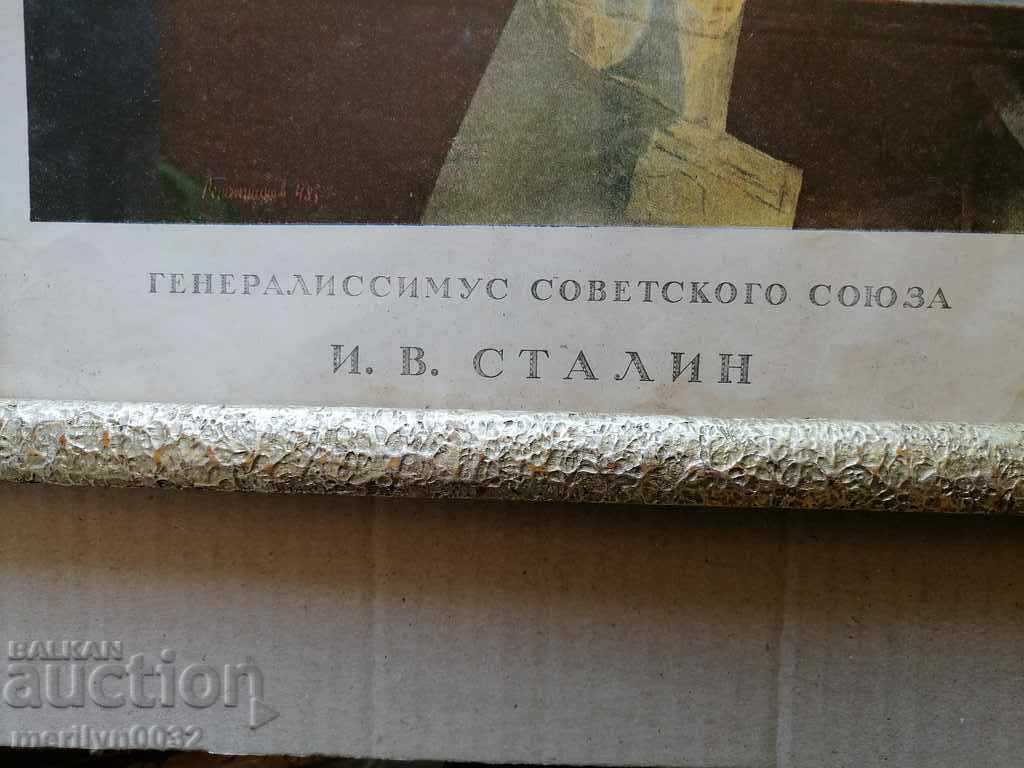 ГЕНЕРАЛИССИМУС СОВЕТСКОГО СОЮЗА
И. В. СТАЛИН
BALKAN
auction
merilyn0032